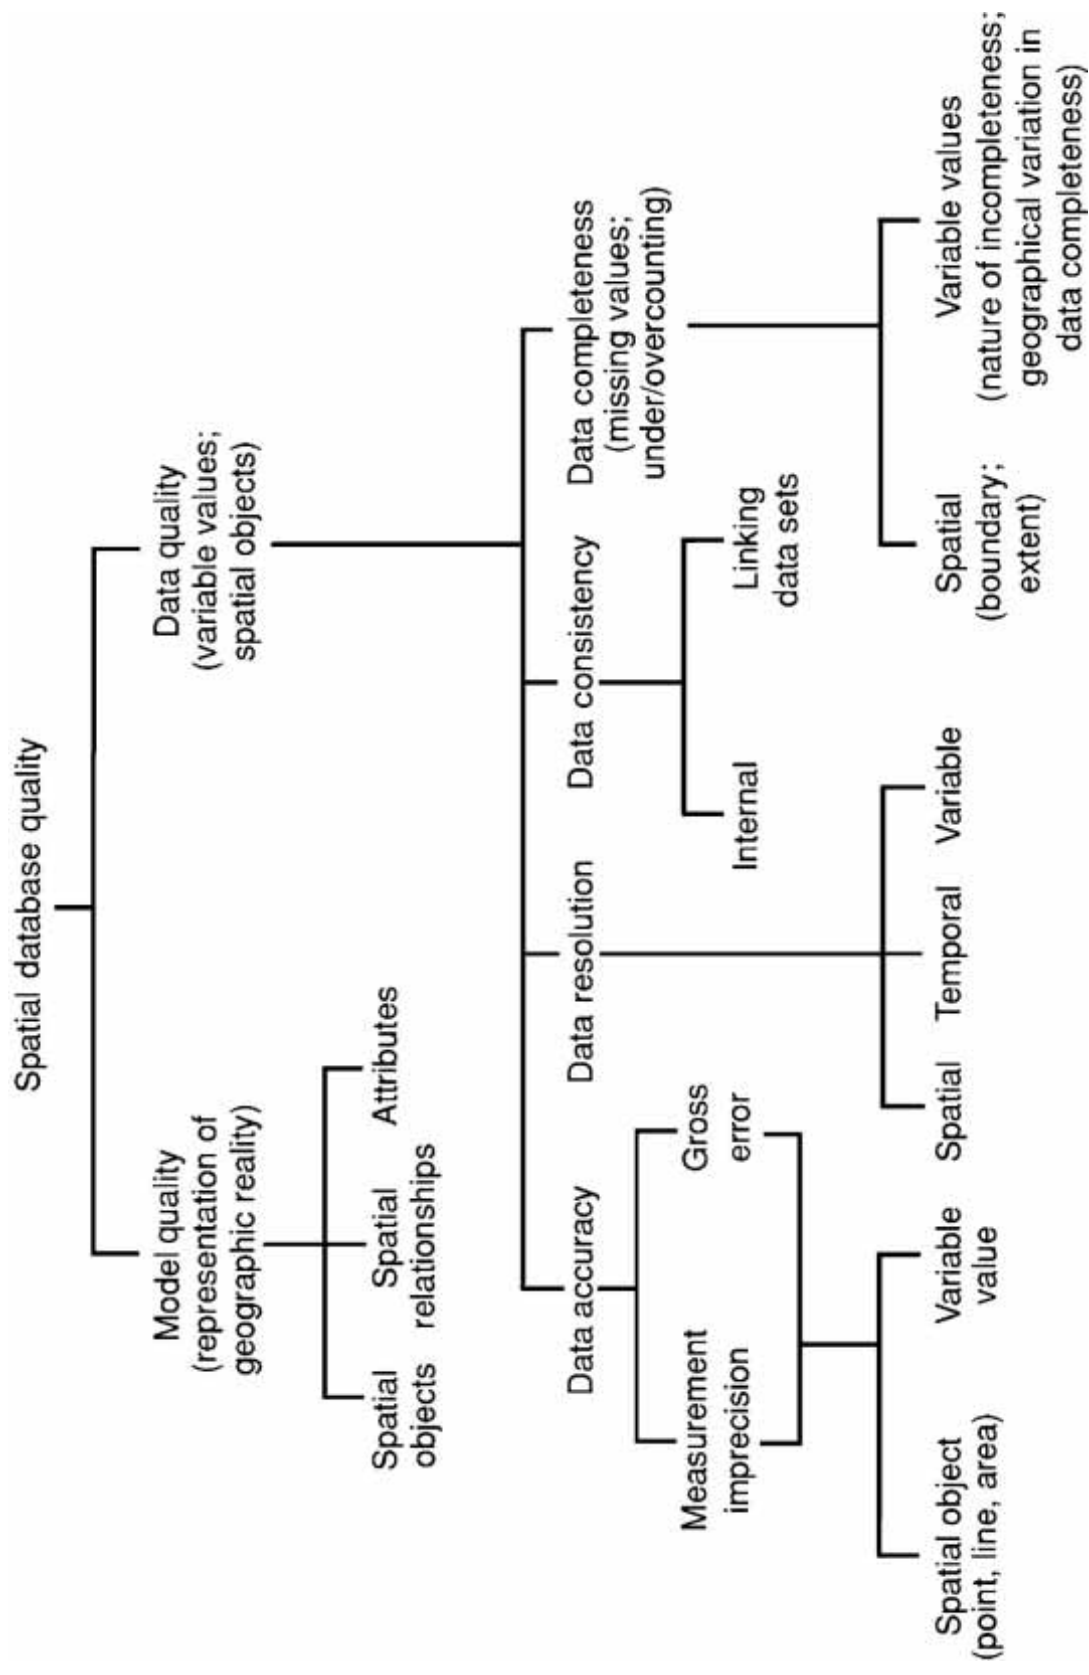 Spatial database quality
Model quality
(representation of
geographic reality)
Data quality
(variable values;
spatial objects)
Spatial
objects
Spatial
relationships
Attributes
Data accuracy
Data resolution
Data consistency
Data completeness
(missing values;
under/overcounting)
Measurement
imprecision
Gross
error
Internal
Linking
data sets
Spatial object
(point, line, area)
Variable
value
Spatial
Temporal
Variable
Spatial
(boundary;
extent)
Variable values
(nature of incompleteness;
geographical variation in
data completeness)